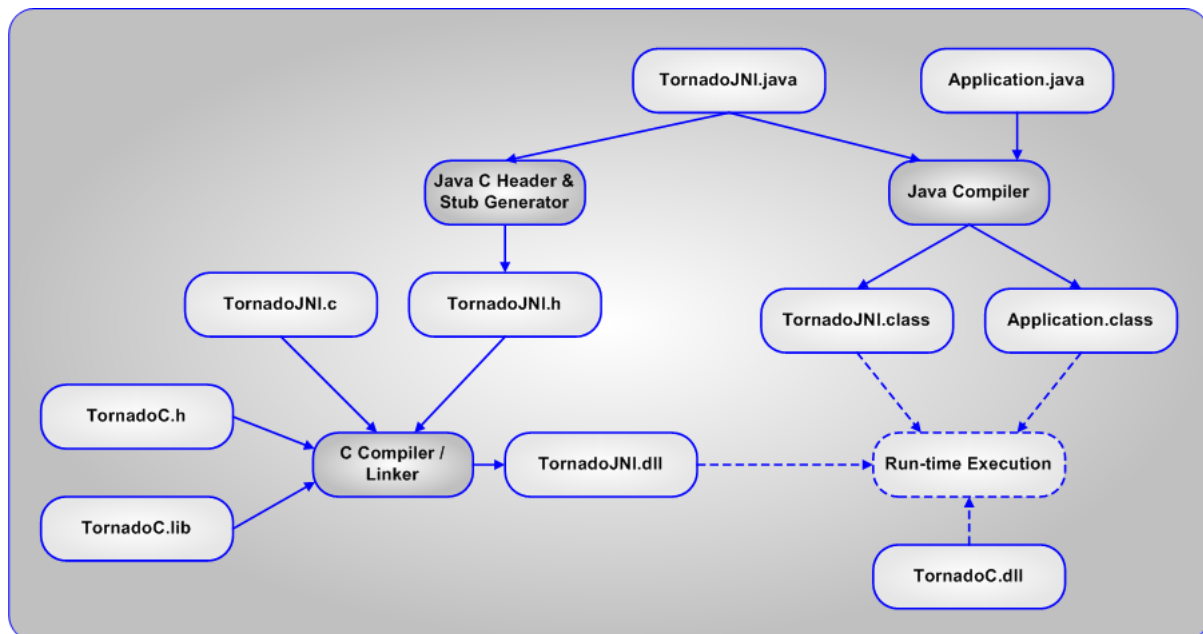 TornadoJNI.java
Application.java
Java C Header &
Stub Generator
Java Compiler
TornadoJNI.c
TornadoJNI.h
TornadoJNI.class
Application.class
TornadoC.h
C Compiler /
Linker
TornadoJNI.dll
Run-time Execution
TornadoC.lib
TornadoC.dll